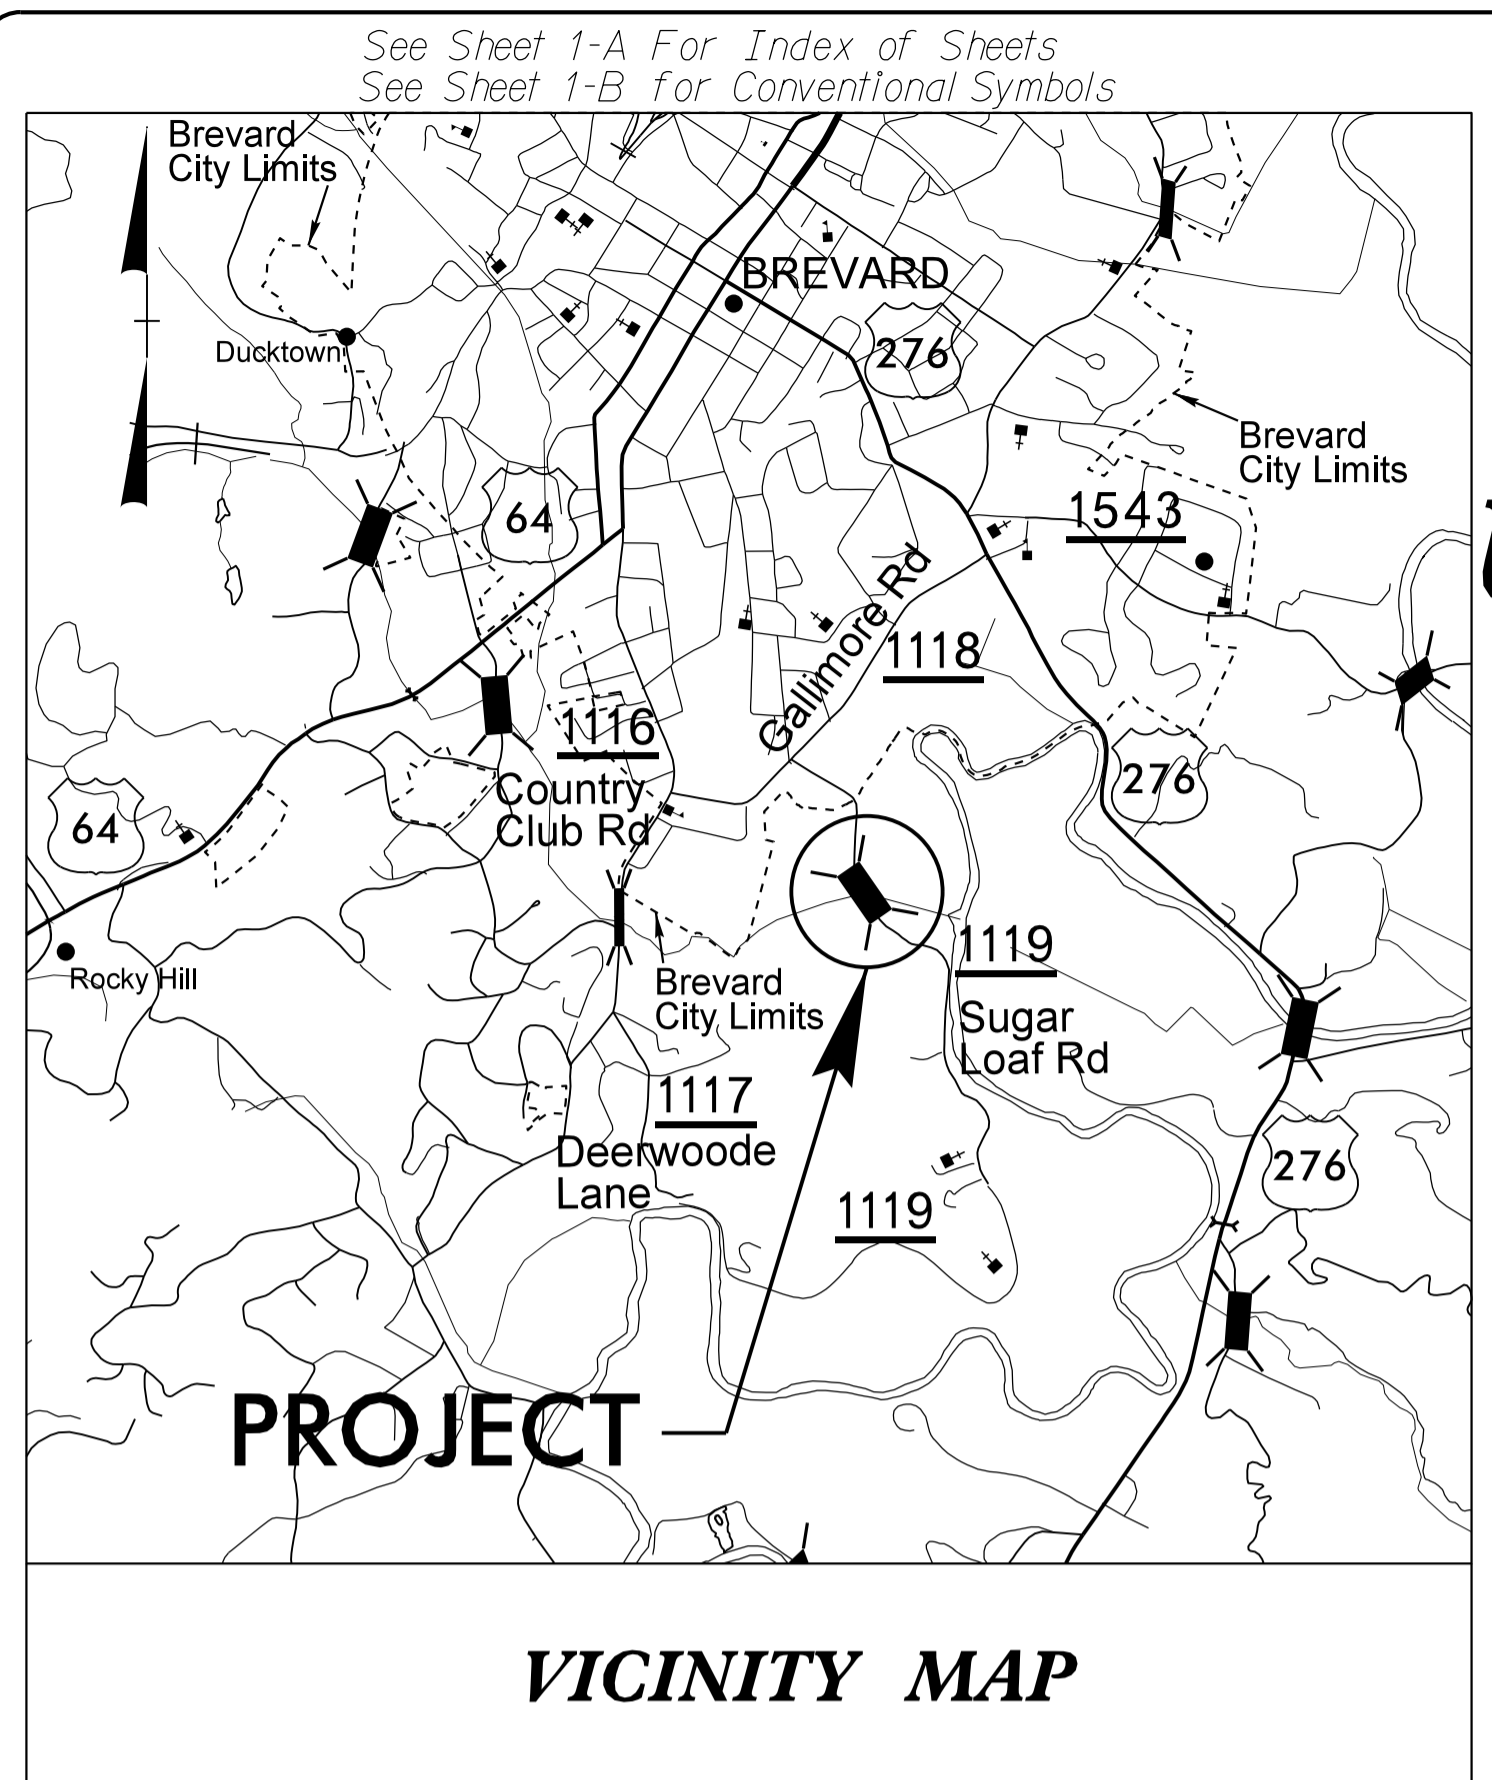 See Sheet 1-A For Index of Sheets
See Sheet 1-B for Conventional Symbols
Brevard
City Limits
BREVARD
276
Ducktown
Brevard
City Limits
64
1543
Gallimore Rd
1118
1116
Country
Club Rd
276
64
1119
Rocky Hill
Brevard
City Limits
Sugar
Loaf Rd
1117
Deerwoode
Lane
276
1119
PROJECT
VICINITY MAP